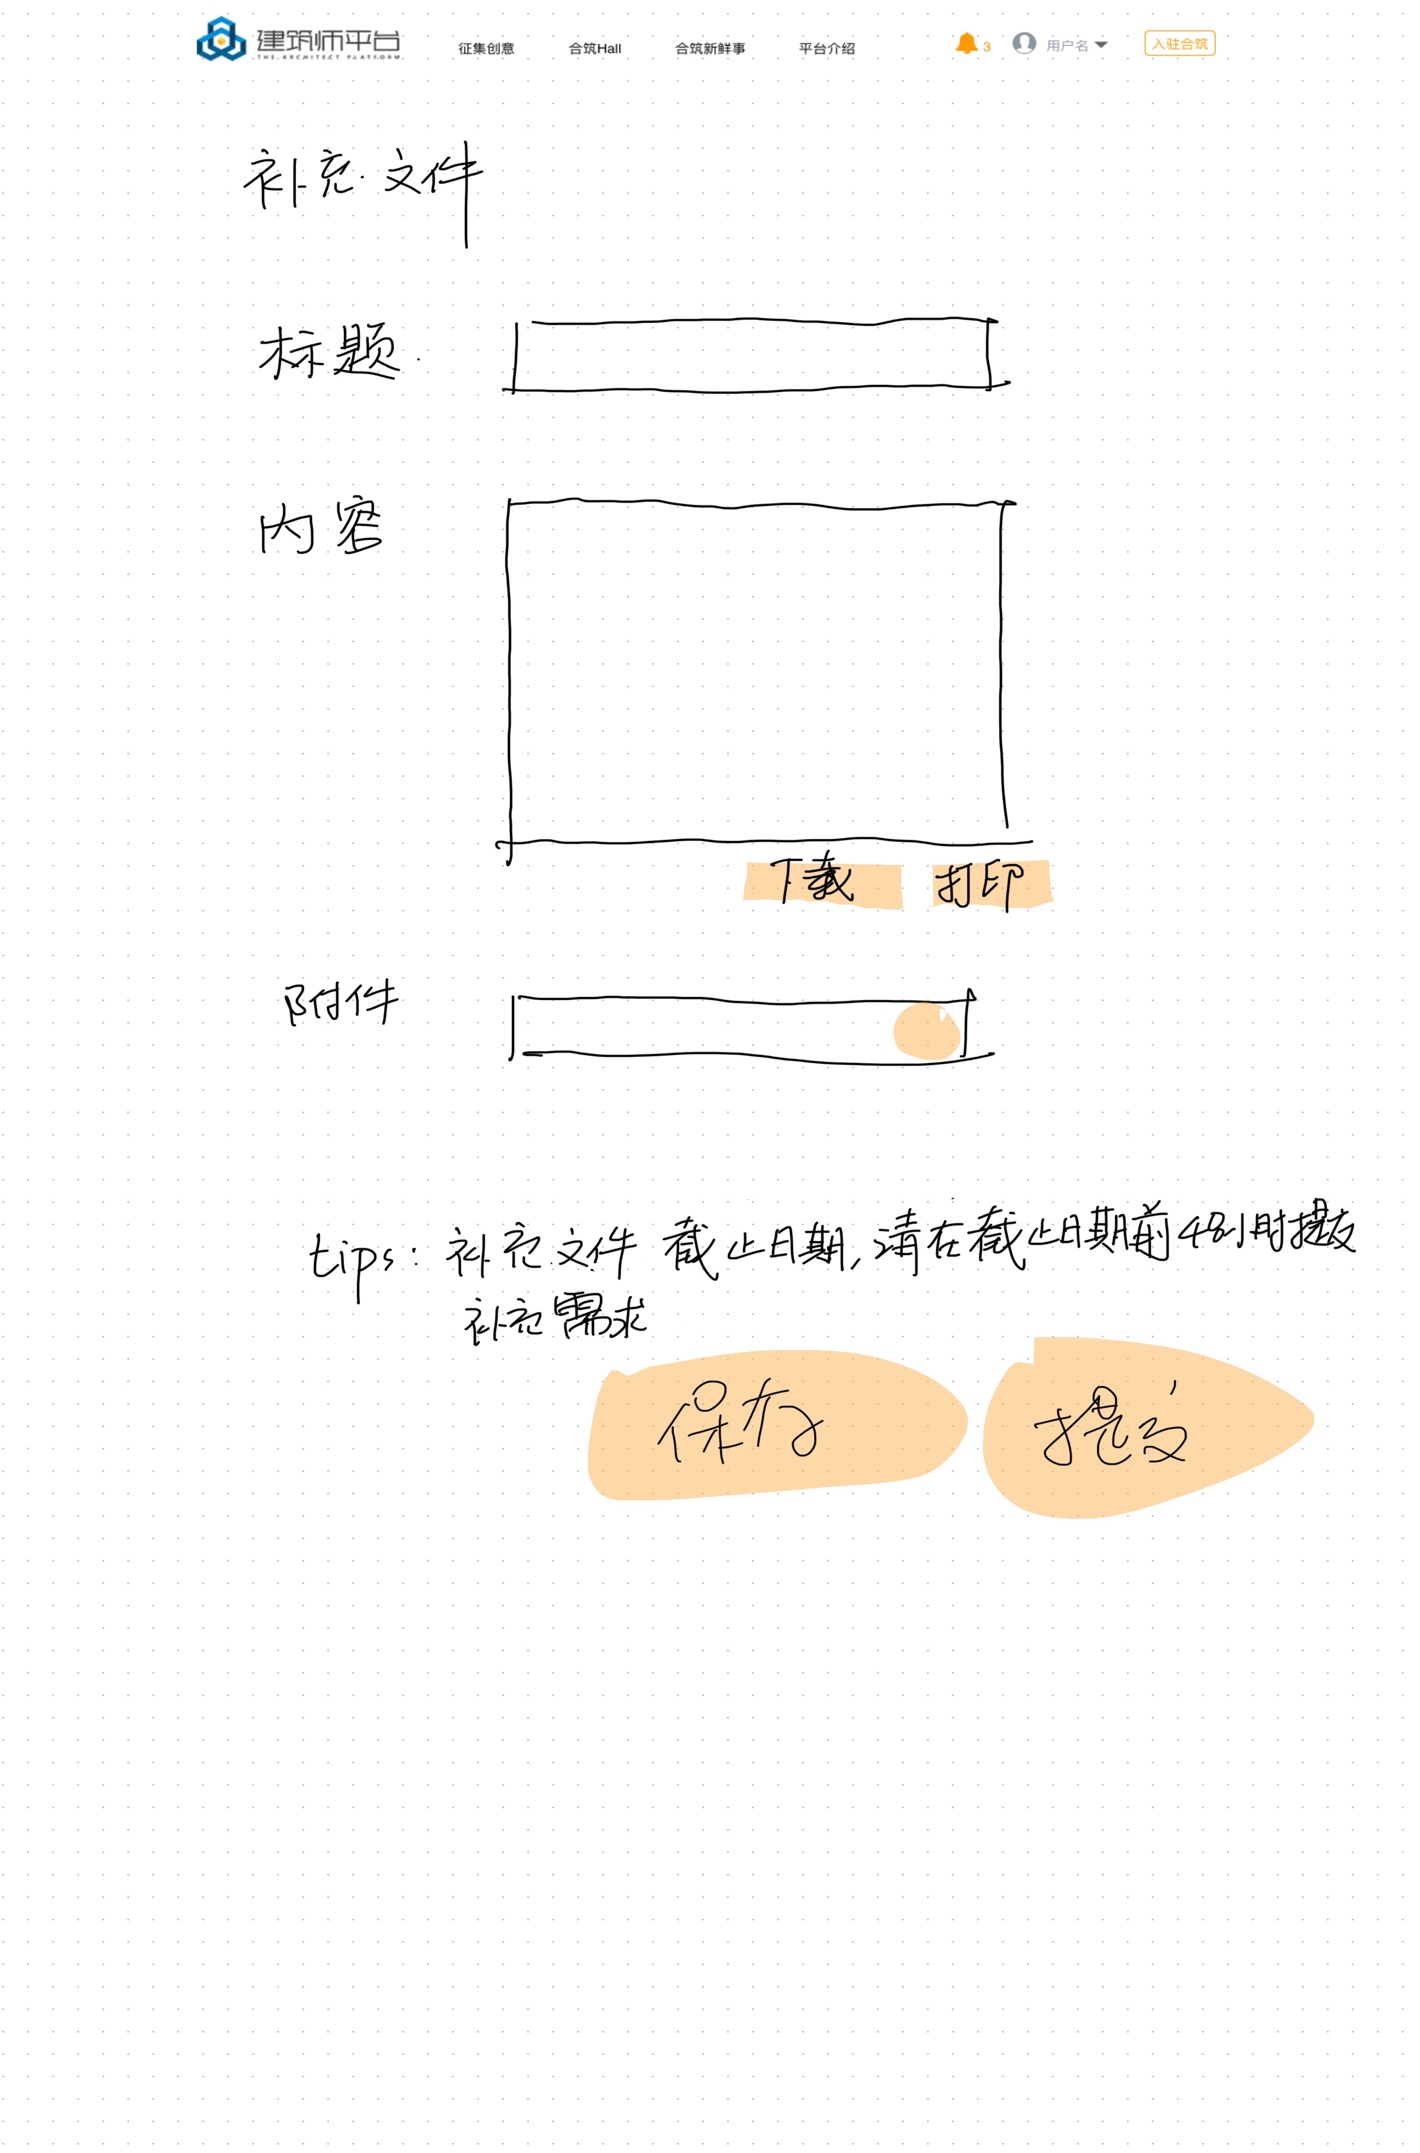 建筑师平台 征集创意 合筑Hall 合筑新鲜事 平台介绍 3 用户名 入驻合筑
THE ARCHITECT PLATFORM
补充文件
标题
内容
下载 打印
附件
tips: 补充文件 截止日期, 请在截止日期前48小时提交
补充需求
保存 提交